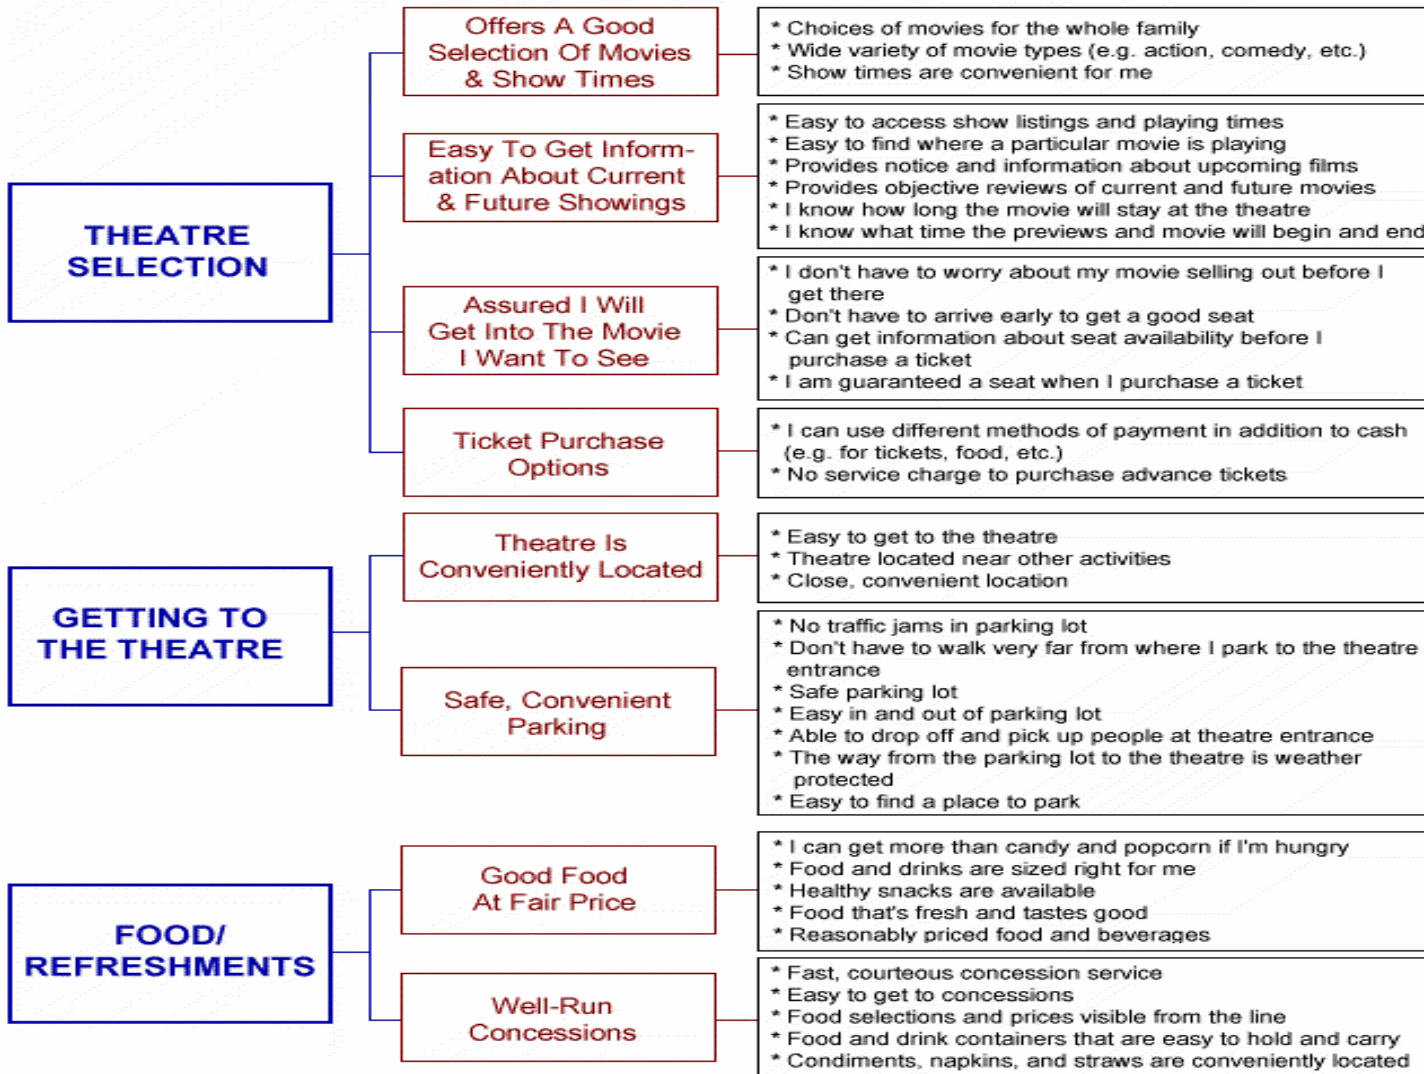 THEATRE
SELECTION
Offers A Good
Selection Of Movies
& Show Times
* Choices of movies for the whole family
* Wide variety of movie types (e.g. action, comedy, etc.)
* Show times are convenient for me
Easy To Get Inform-
ation About Current
& Future Showings
* Easy to access show listings and playing times
* Easy to find where a particular movie is playing
* Provides notice and information about upcoming films
* Provides objective reviews of current and future movies
* I know how long the movie will stay at the theatre
* I know what time the previews and movie will begin and end
Assured I Will
Get Into The Movie
I Want To See
* I don't have to worry about my movie selling out before I
get there
* Don't have to arrive early to get a good seat
* Can get information about seat availability before I
purchase a ticket
* I am guaranteed a seat when I purchase a ticket
Ticket Purchase
Options
* I can use different methods of payment in addition to cash
(e.g. for tickets, food, etc.)
* No service charge to purchase advance tickets
GETTING TO
THE THEATRE
Theatre Is
Conveniently Located
* Easy to get to the theatre
* Theatre located near other activities
* Close, convenient location
Safe, Convenient
Parking
* No traffic jams in parking lot
* Don't have to walk very far from where I park to the theatre
entrance
* Safe parking lot
* Easy in and out of parking lot
* Able to drop off and pick up people at theatre entrance
* The way from the parking lot to the theatre is weather
protected
* Easy to find a place to park
FOOD/
REFRESHMENTS
Good Food
At Fair Price
* I can get more than candy and popcorn if I'm hungry
* Food and drinks are sized right for me
* Healthy snacks are available
* Food that's fresh and tastes good
* Reasonably priced food and beverages
Well-Run
Concessions
* Fast, courteous concession service
* Easy to get to concessions
* Food selections and prices visible from the line
* Food and drink containers that are easy to hold and carry
* Condiments, napkins, and straws are conveniently located